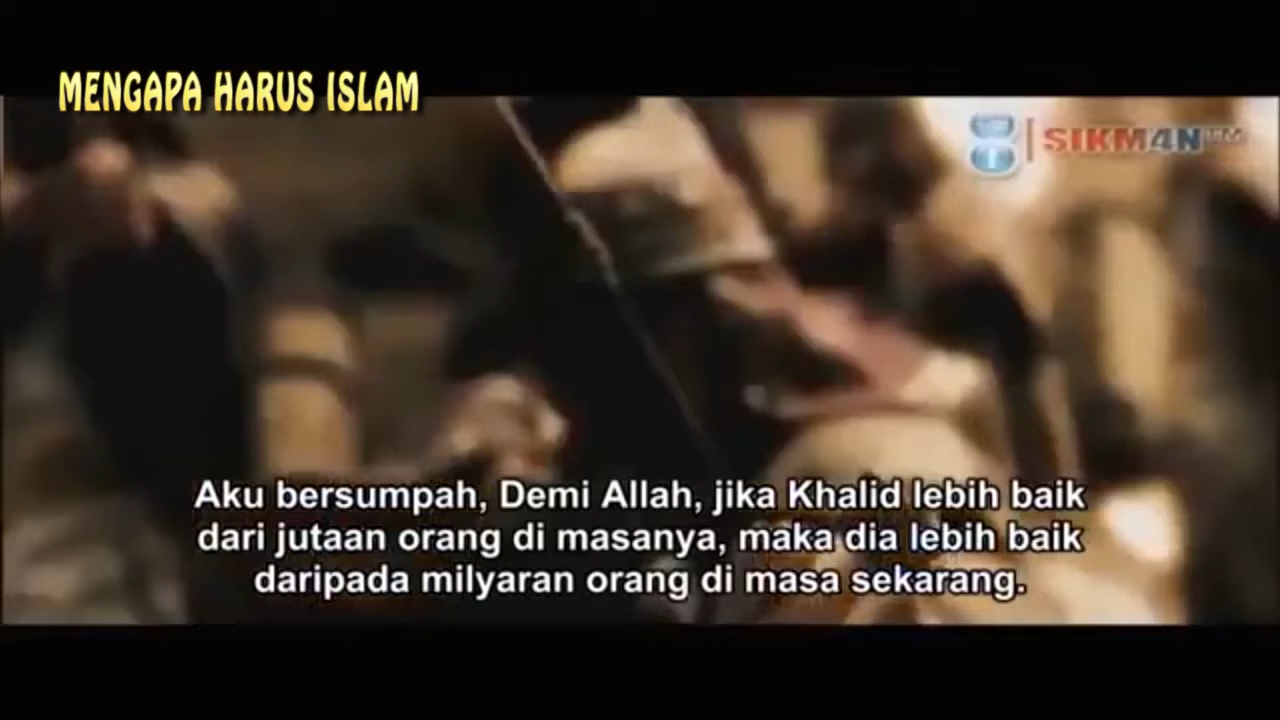 MENGAPA HARUS ISLAM
SIKM4N™
Aku bersumpah, Demi Allah, jika Khalid lebih baik
dari jutaan orang di masanya, maka dia lebih baik
daripada milyaran orang di masa sekarang.